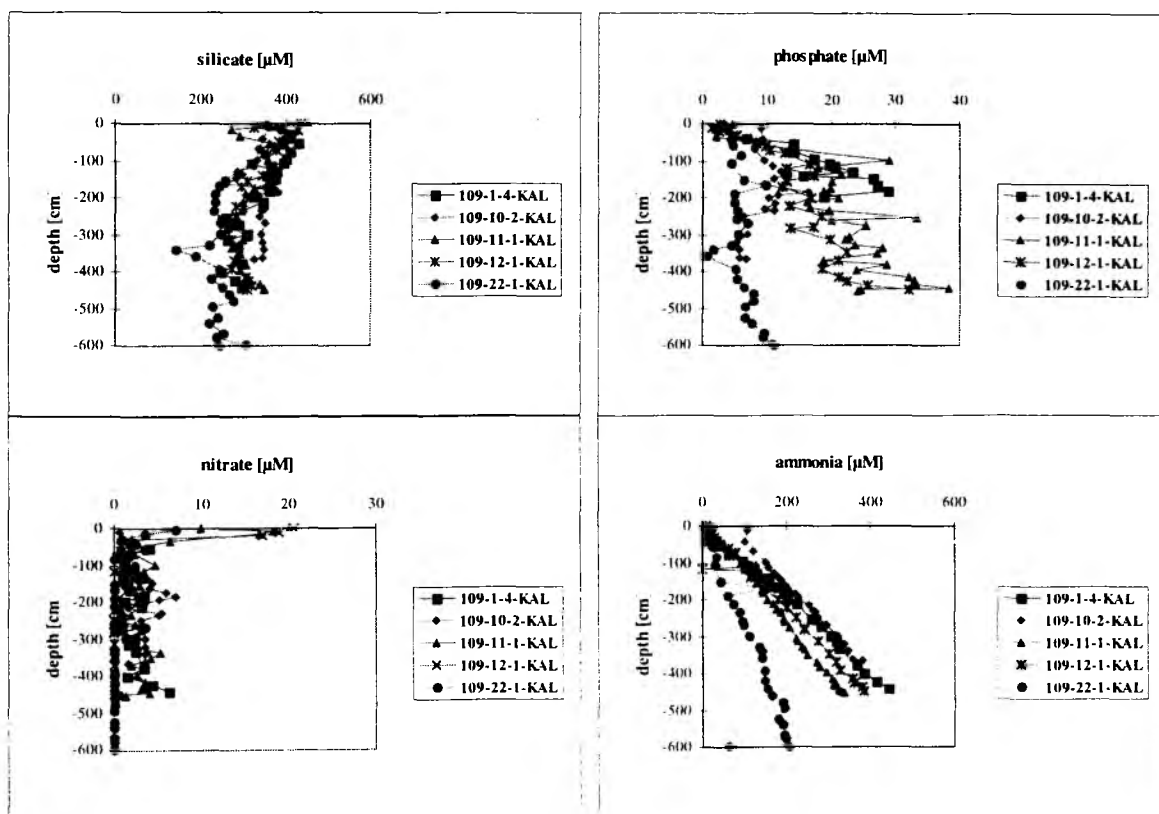 silicate [µM]
0 200 400 600
0
-100
-200
-300
-400
-500
-600
depth [cm]
109-1-4-KAL
109-10-2-KAL
109-11-1-KAL
109-12-1-KAL
109-22-1-KAL
phosphate [µM]
0 10 20 30 40
0
-100
-200
-300
-400
-500
-600
depth [cm]
109-1-4-KAL
109-10-2-KAL
109-11-1-KAL
109-12-1-KAL
109-22-1-KAL
nitrate [µM]
0 10 20 30
0
-100
-200
-300
-400
-500
-600
depth [cm
109-1-4-KAL
109-10-2-KAL
109-11-1-KAL
109-12-1-KAL
109-22-1-KAL
ammonia [µM]
0 200 400 600
0
-100
-200
-300
-400
-500
-600
depth [cm
109-1-4-KAL
109-10-2-KAL
109-11-1-KAL
109-12-1-KAL
109-22-1-KAL